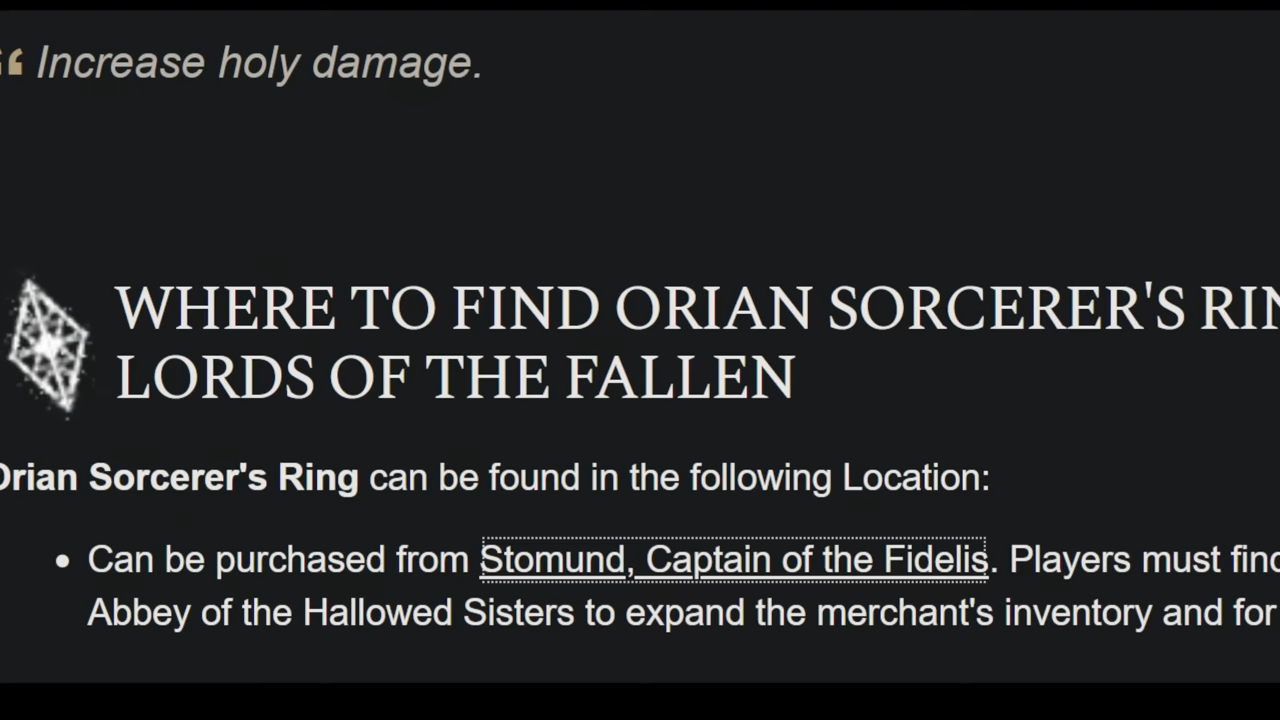 Increase holy damage.
WHERE TO FIND ORIAN SORCERER'S
LORDS OF THE FALLEN
Orian Sorcerer's Ring can be found in the following Location:
• Can be purchased from Stomund, Captain of the Fidelis. Players must find
Abbey of the Hallowed Sisters to expand the merchant's inventory and for